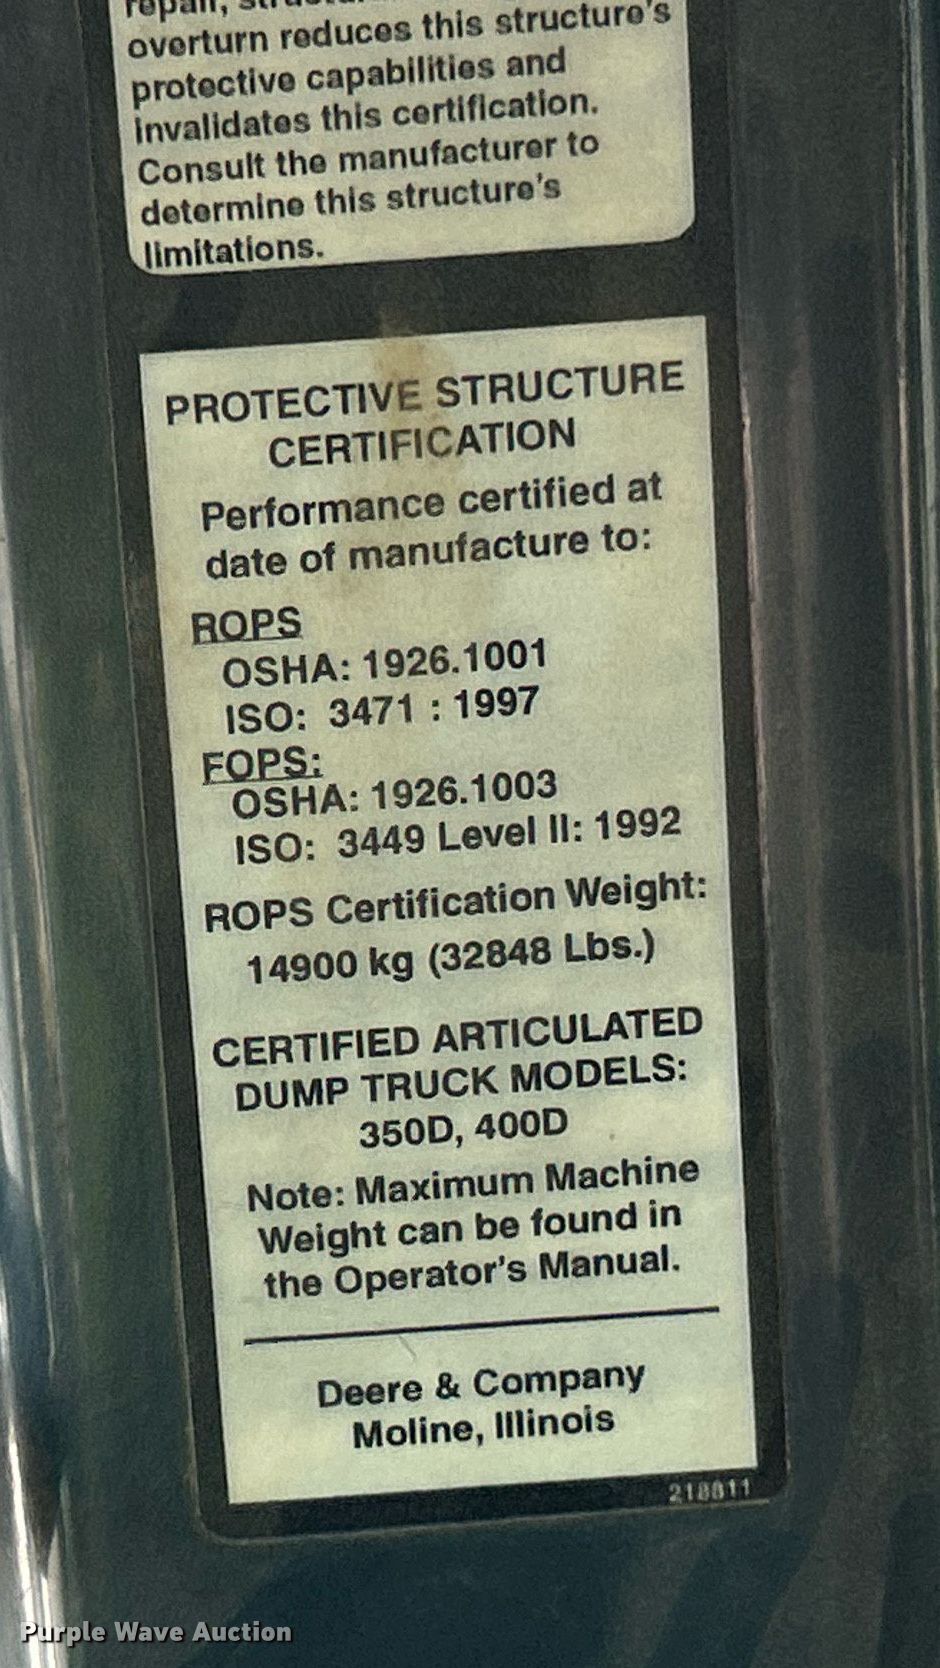 repair,
overturn reduces this structure's
protective capabilities and
invalidates this certification.
Consult the manufacturer to
determine this structure's
limitations.
PROTECTIVE STRUCTURE
CERTIFICATION
Performance certified at
date of manufacture to:
ROPS
OSHA: 1926.1001
ISO: 3471 : 1997
FOPS:
OSHA: 1926.1003
ISO: 3449 Level II: 1992
ROPS Certification Weight:
14900 kg (32848 Lbs.)
CERTIFIED ARTICULATED
DUMP TRUCK MODELS:
350D, 400D
Note: Maximum Machine
Weight can be found in
the Operator's Manual.
Deere & Company
Moline, Illinois
Purple Wave Auction